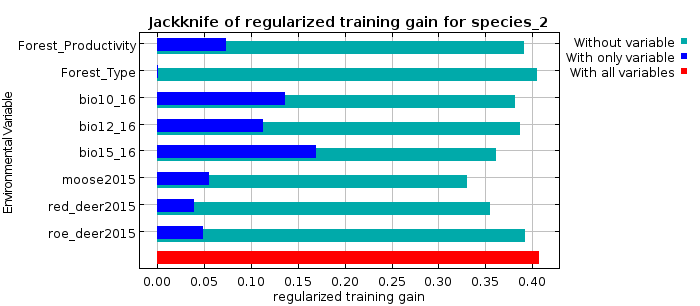 Jackknife of regularized training gain for species_2
Without variable
With only variable
With all variables
Environmental Variable
Forest_Productivity
Forest_Type
bio10_16
bio12_16
bio15_16
moose2015
red_deer2015
roe_deer2015
0.00 0.05 0.10 0.15 0.20 0.25 0.30 0.35 0.40
regularized training gain